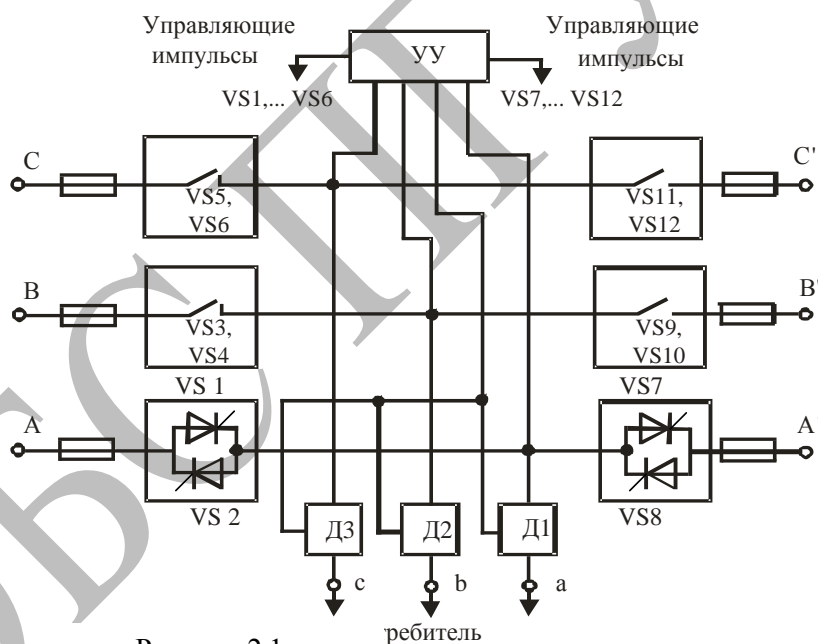 Управляющие
импульсы
УУ
Управляющие
импульсы
VS1,... VS6
VS7,... VS12
C
VS5,
VS6
VS11,
VS12
C'
B
VS3,
VS4
VS9,
VS10
B'
VS 1
VS7
A
A
VS 2
VS8
Д3
Д2
Д1
c
b
a